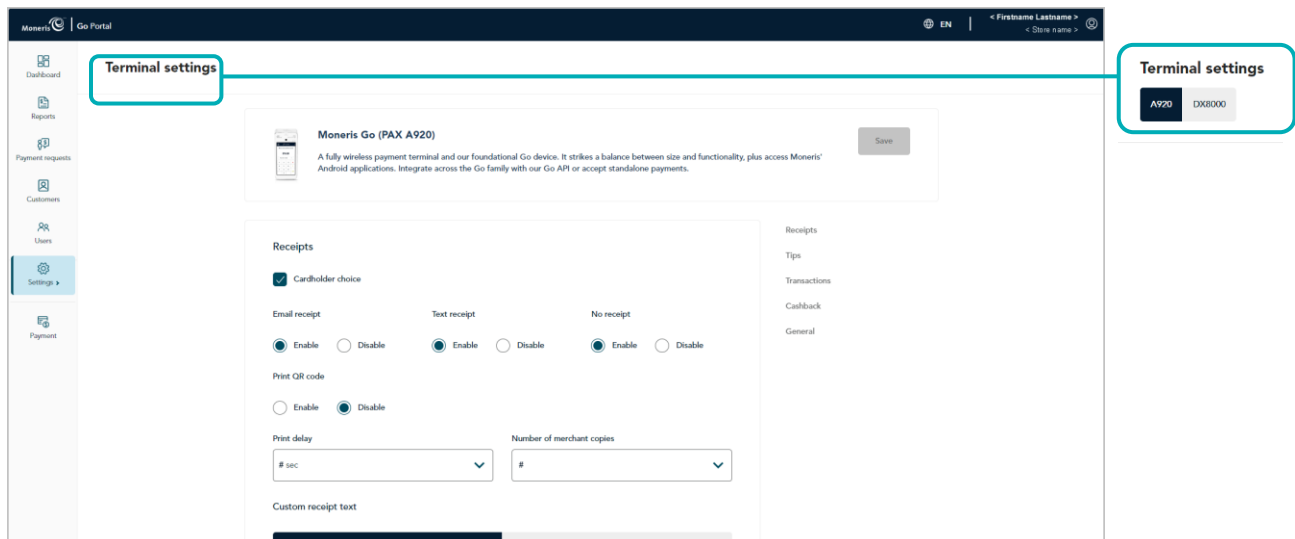 Moneris Go Portal
EN
< Firstname Lastname >
< Store name >
Dashboard
Reports
Payment requests
Customers
Users
Settings
Payment
Terminal settings
Moneris Go (PAX A920)
Save
A fully wireless payment terminal and our foundational Go device. It strikes a balance between size and functionality, plus access Moneris'
Android applications. Integrate across the Go family with our Go API or accept standalone payments.
Receipts
Cardholder choice
Email receipt Text receipt No receipt
Enable Disable Enable Disable Enable Disable
Print QR code
Enable Disable
Print delay Number of merchant copies
# sec #
Custom receipt text
Receipts
Tips
Transactions
Cashback
General
Terminal settings
A920 DX8000